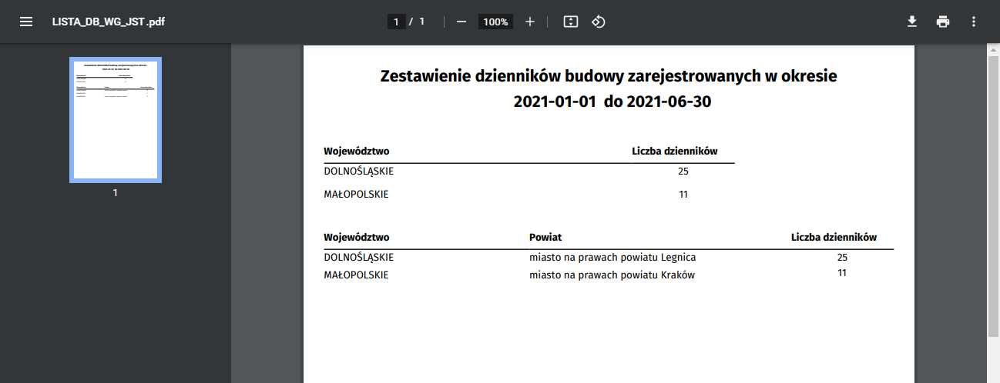 LISTA_DB_WG_JST.pdf
1 / 1
100%
1
Zestawienie dzienników budowy zarejestrowanych w okresie
2021-01-01 do 2021-06-30
Województwo Liczba dzienników
DOLNOŚLĄSKIE 25
MAŁOPOLSKIE 11
Województwo Powiat Liczba dzienników
DOLNOŚLĄSKIE miasto na prawach powiatu Legnica 25
MAŁOPOLSKIE miasto na prawach powiatu Kraków 11